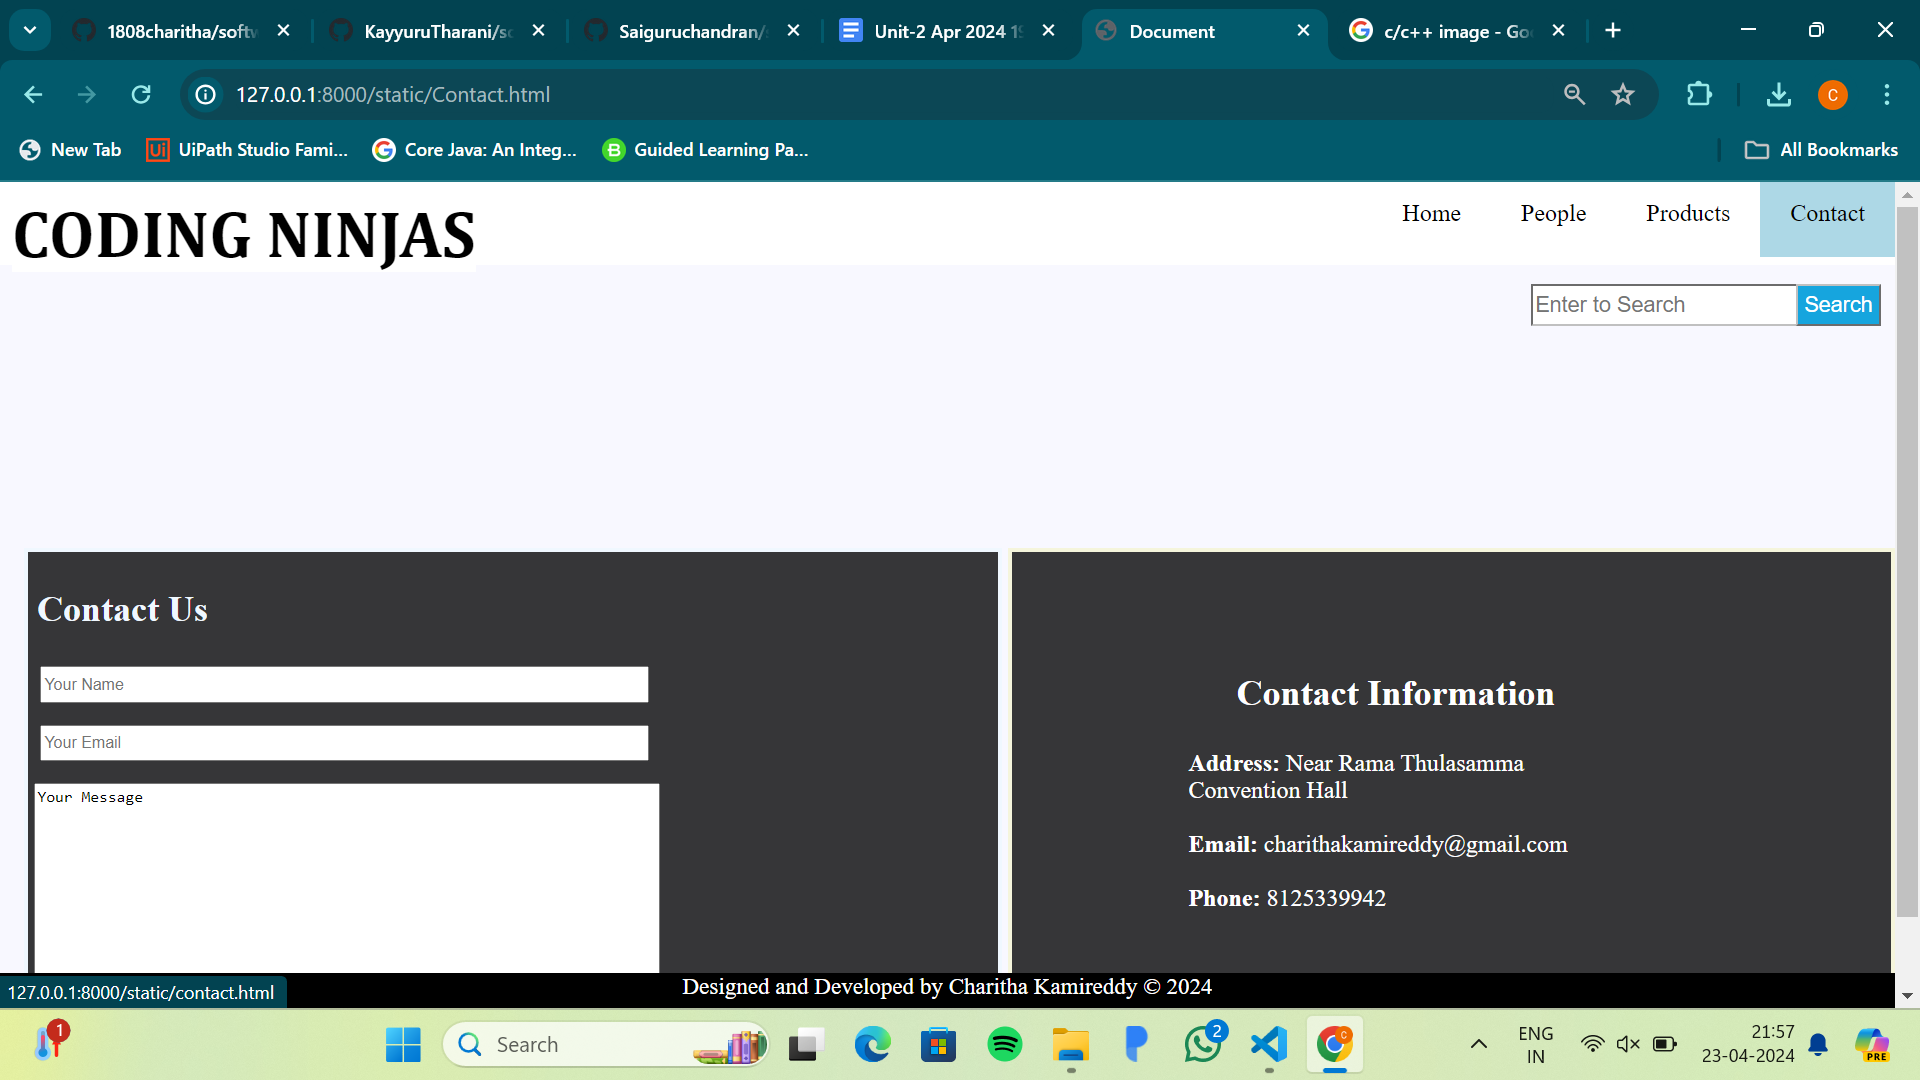 1808charitha/softw
KayyuruTharani/sc
Saiguruchandran/
Unit-2 Apr 2024 19
Document
c/c++ image - Goo
127.0.0.1:8000/static/Contact.html
C
New Tab
Ui
UiPath Studio Fami...
Core Java: An Integ...
B
Guided Learning Pa...
All Bookmarks
CODING NINJAS
Home
People
Products
Contact
Enter to Search
Search
Contact Us
Your Name
Your Email
Your Message
Contact Information
Address: Near Rama Thulasamma
Convention Hall
Email: charithakamireddy@gmail.com
Phone: 8125339942
Designed and Developed by Charitha Kamireddy © 2024
127.0.0.1:8000/static/contact.html
1
Search
2
C
ENG
IN
21:57
23-04-2024
PRE